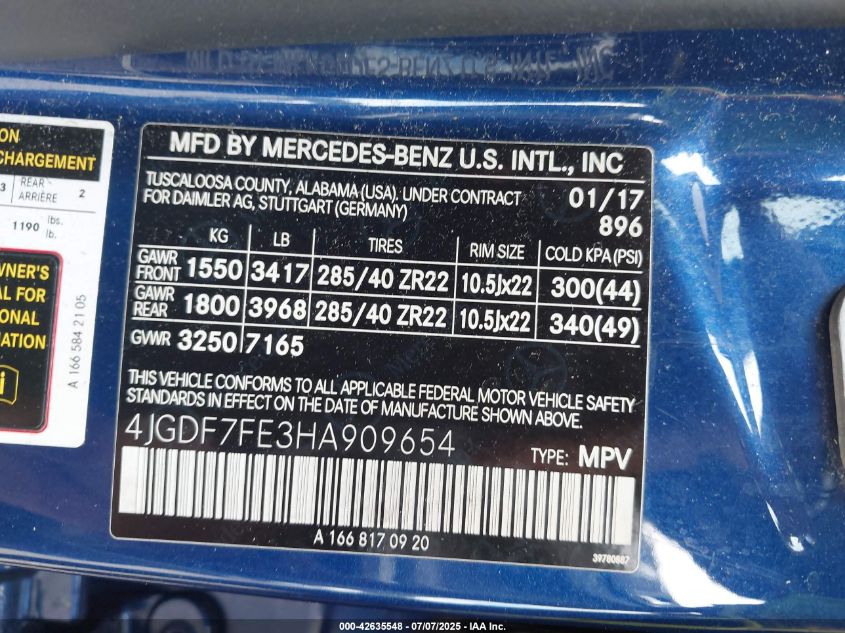 ON
CHARGEMENT
3 REAR ARRIÈRE 2
1190 lbs. lb.
WNER'S
AL FOR
ONAL
ATION
i
A 166 584 21 05
MFD BY MERCEDES-BENZ U.S. INTL., INC
TUSCALOOSA COUNTY, ALABAMA (USA). UNDER CONTRACT
FOR DAIMLER AG, STUTTGART (GERMANY)
01/17
896
KG LB TIRES RIM SIZE COLD KPA (PSI)
GAWR FRONT 1550 3417 285/40 ZR22 10.5Jx22 300(44)
GAWR REAR 1800 3968 285/40 ZR22 10.5Jx22 340(49)
GVWR 3250 7165
THIS VEHICLE CONFORMS TO ALL APPLICABLE FEDERAL MOTOR VEHICLE SAFETY
STANDARDS IN EFFECT ON THE DATE OF MANUFACTURE SHOWN ABOVE.
4JGDF7FE3HA909654
TYPE: MPV
A 166 817 09 20
39780887
000-42635548 - 07/07/2025 - IAA Inc.